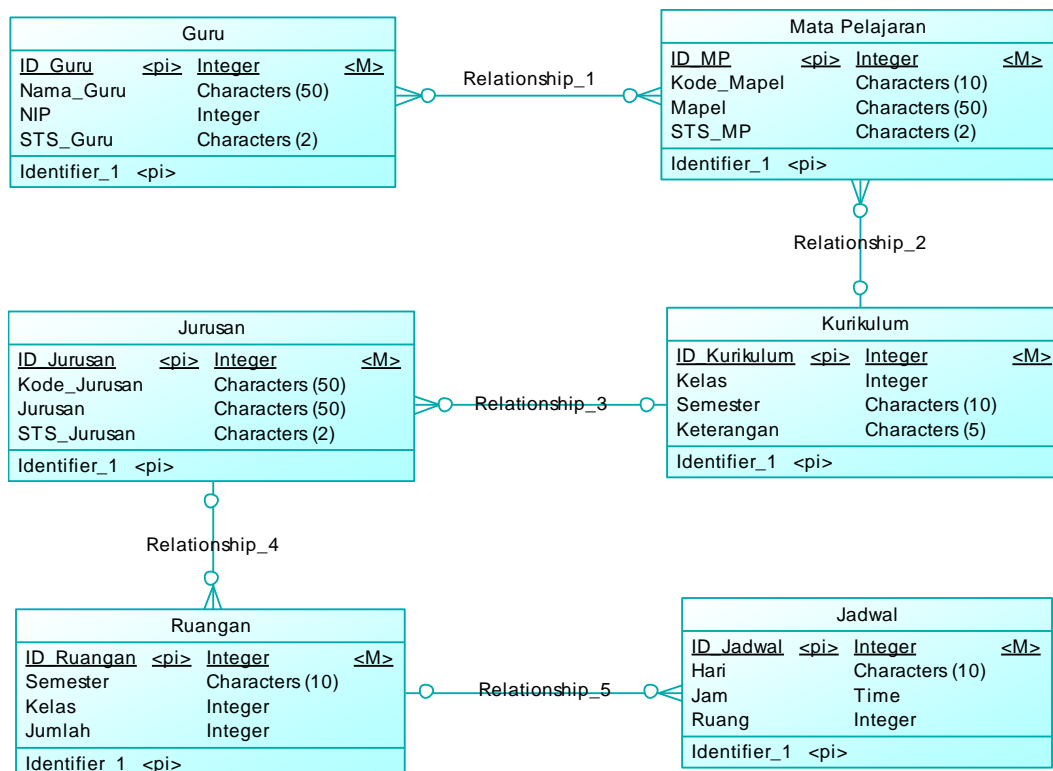 Guru
ID_Guru <pi> Integer <M>
Nama_Guru Characters (50)
NIP Integer
STS_Guru Characters (2)
Identifier_1 <pi>
Relationship_1
Mata Pelajaran
ID_MP <pi> Integer <M>
Kode_Mapel Characters (10)
Mapel Characters (50)
STS_MP Characters (2)
Identifier_1 <pi>
Relationship_2
Jurusan
ID_Jurusan <pi> Integer <M>
Kode_Jurusan Characters (50)
Jurusan Characters (50)
STS_Jurusan Characters (2)
Identifier_1 <pi>
Relationship_3
Kurikulum
ID_Kurikulum <pi> Integer <M>
Kelas Integer
Semester Characters (10)
Keterangan Characters (5)
Identifier_1 <pi>
Relationship_4
Ruangan
ID_Ruangan <pi> Integer <M>
Semester Characters (10)
Kelas Integer
Jumlah Integer
Identifier_1 <pi>
Relationship_5
Jadwal
ID_Jadwal <pi> Integer <M>
Hari Characters (10)
Jam Time
Ruang Integer
Identifier_1 <pi>